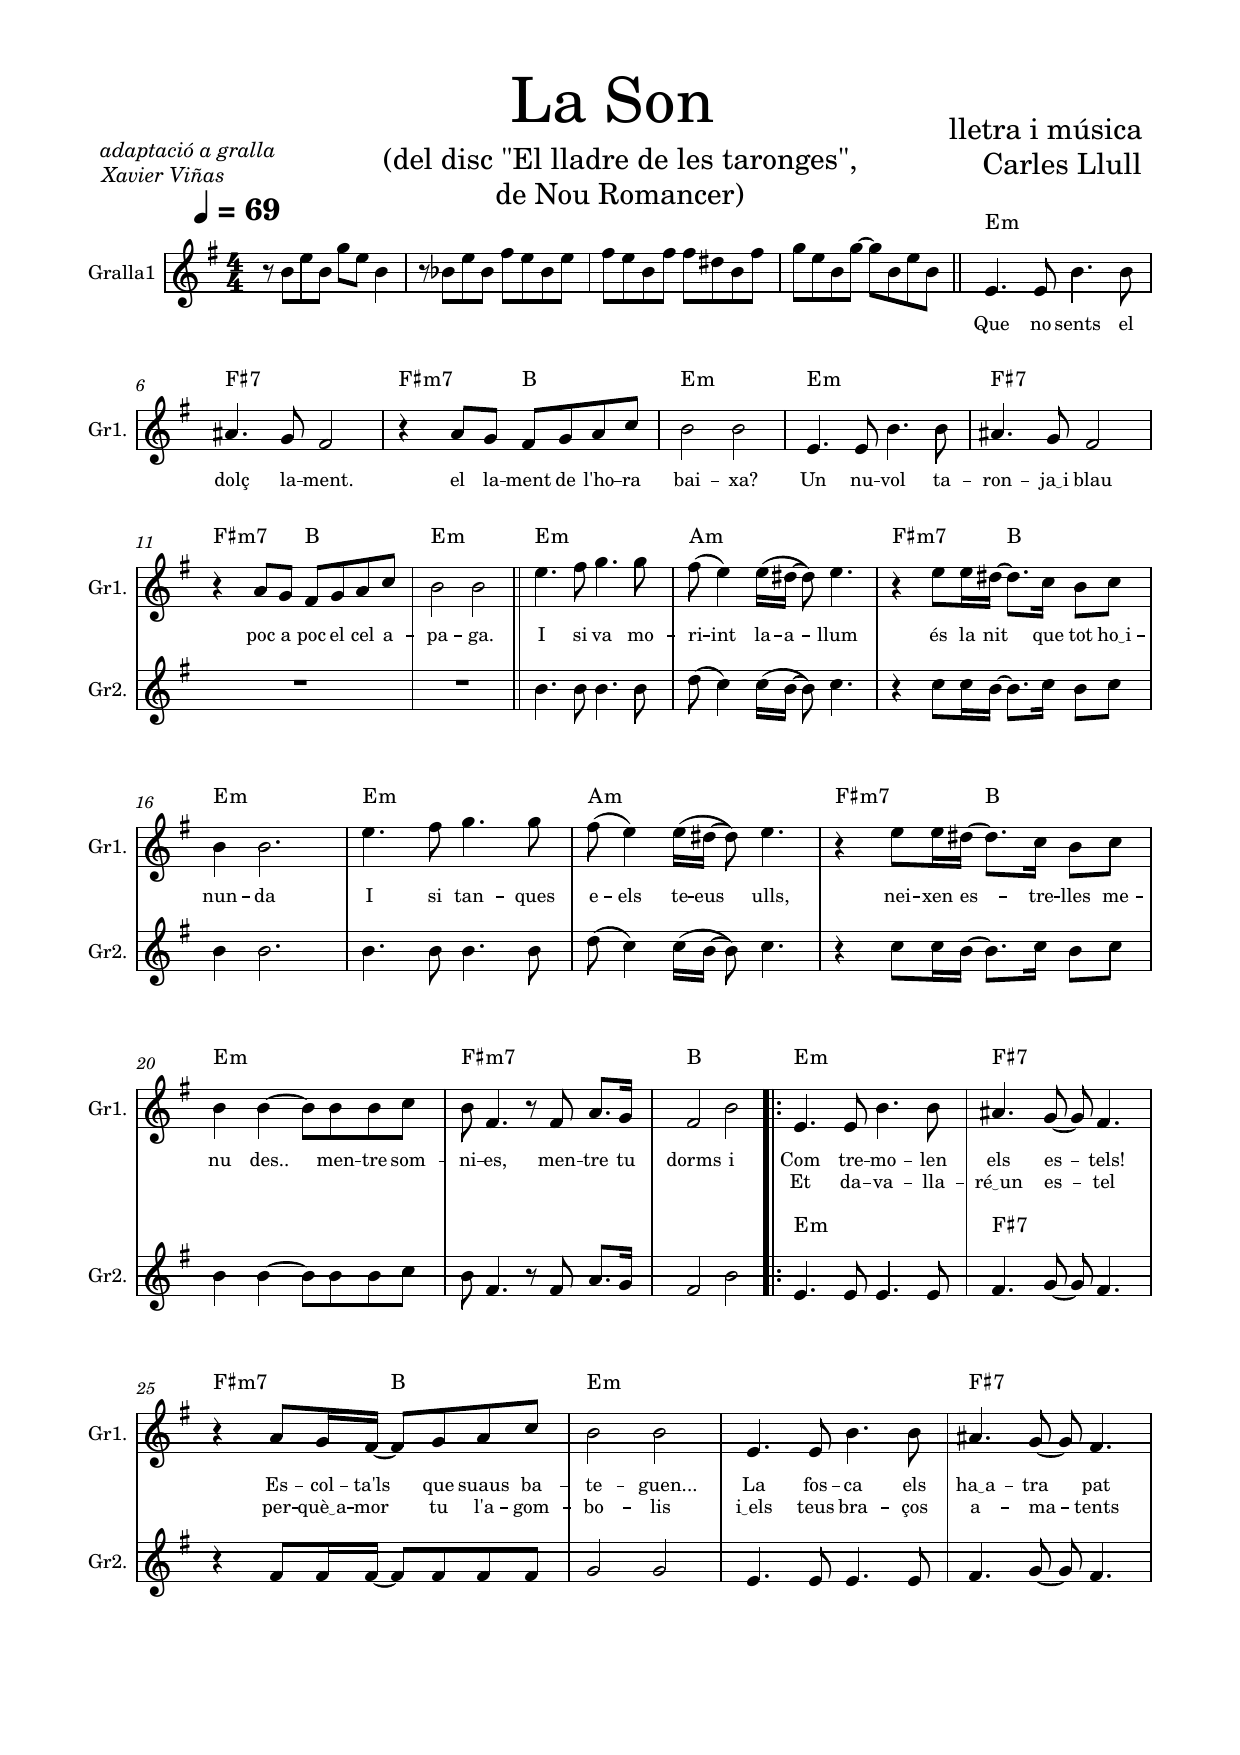 La Son
lletra i música
adaptació a gralla
(del disc "El lladre de les taronges",
Carles Llull
Xavier Viñas
de Nou Romancer)
= 69
Em
Gralla1
Que no sents el
6 F♯7 F♯m7 B Em Em F♯7
Gr1.
dolç la – ment. el la – ment de l'ho – ra bai – xa? Un nu – vol ta – ron – ja‿i blau
11 F♯m7 B Em Em Am F♯m7 B
Gr1.
poc a poc el cel a – pa – ga. I si va mo – ri – int la – a – llum és la nit que tot ho‿i –
Gr2.
16 Em Em Am F♯m7 B
Gr1.
nun – da I si tan – ques e – els te – eus ulls, nei – xen es – tre – lles me –
Gr2.
20 Em F♯m7 B Em F♯7
Gr1.
nu des.. men – tre som – ni – es, men – tre tu dorms i Com tre – mo – len els es – tels!
Et da – va – lla – ré‿un es – tel
Em F♯7
Gr2.
25 F♯m7 B Em F♯7
Gr1.
Es – col – ta'ls que suaus ba – te – guen... La fos – ca els ha‿a – tra pat
per – què‿a – mor tu l'a – gom – bo – lis i‿els teus bra – ços a – ma – tents
Gr2.